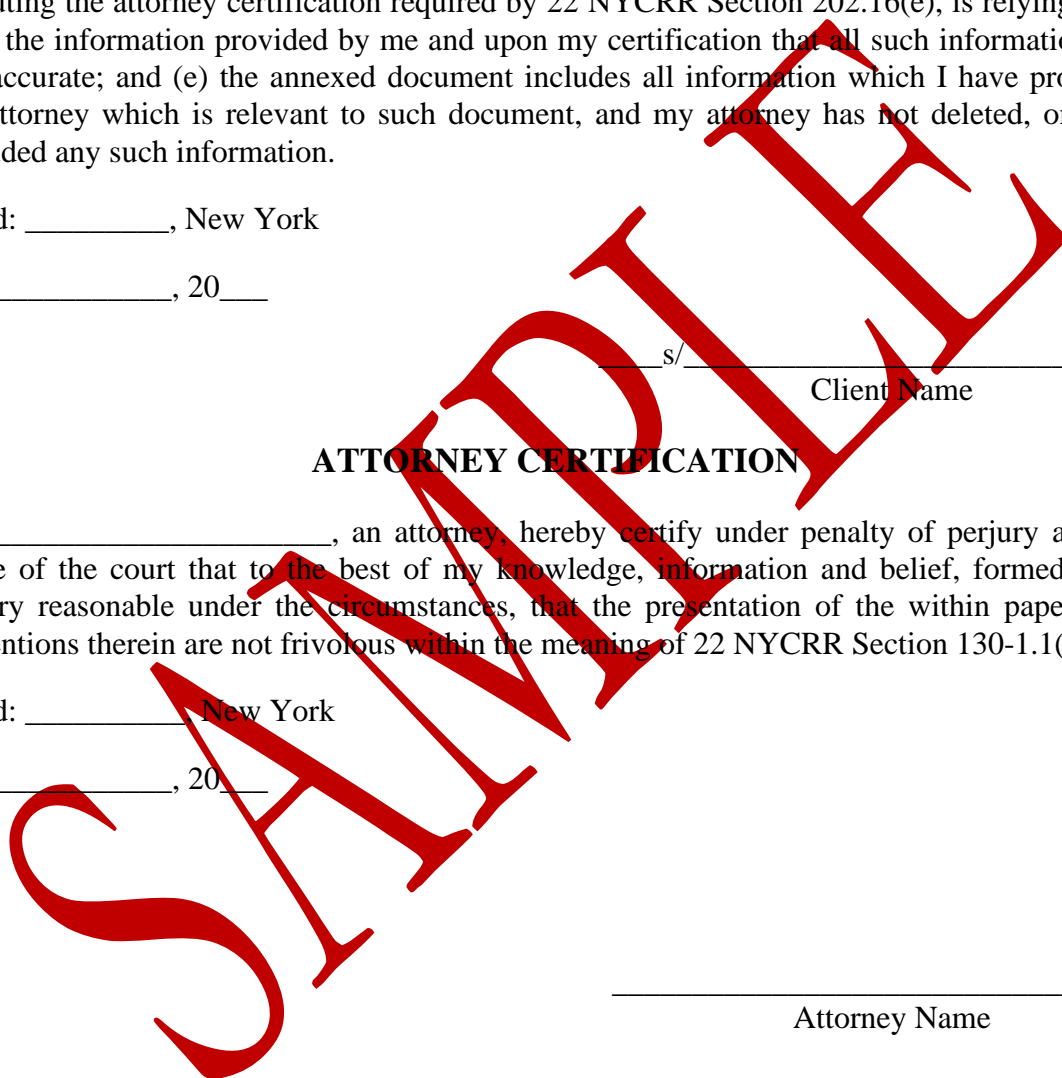 uting the attorney certification required by 22 NYCRR Section 202.16(e), is relying
the information provided by me and upon my certification that all such informatio
accurate; and (e) the annexed document includes all information which I have pro
ttorney which is relevant to such document, and my attorney has not deleted, or
ded any such information.
d: _________, New York
___________, 20___
____s/________________________
Client Name
ATTORNEY CERTIFICATION
_____________________, an attorney, hereby certify under penalty of perjury a
e of the court that to the best of my knowledge, information and belief, formed
ry reasonable under the circumstances, that the presentation of the within pape
entions therein are not frivolous within the meaning of 22 NYCRR Section 130-1.1(
d: __________, New York
___________, 20___
____________________________
Attorney Name
SAMPLE